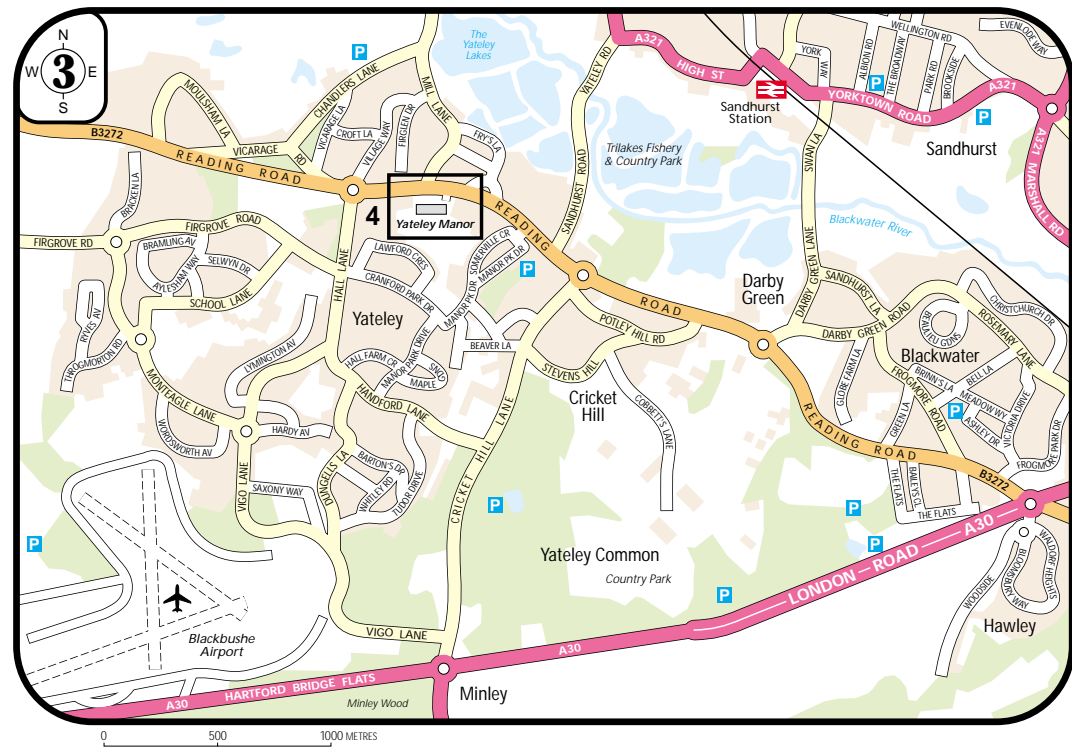 N
W 3 E
S
The
Yateley
Lakes
P
A321
HIGH ST
YATELEY RD
YORK
WAY
WELLINGTON RD
EVENLODE WAY
ALBION RD
THE BROADWAY
PARK RD
BROOKSIDE
P
A321
YORKTOWN ROAD
P
Sandhurst
Station
Sandhurst
A321 MARSHALL RD
MOULSHAM LA
CHANDLERS LANE
MILL LANE
VICARAGE LA
CROFT LA
VILLAGE WAY
FIRGLEN DR
FRY'S LA
B3272
READING ROAD
VICARAGE
RD
Trilakes Fishery
& Country Park
SWAN LA
Blackwater River
4
Yateley Manor
READING
SANDHURST ROAD
BRACKEN LA
FIRGROVE RD
FIRGROVE ROAD
BRAMLING AV
SELWYN DR
AYLESHAM WAY
SCHOOL LANE
HALL LANE
LAWFORD CRES
CRANFORD PARK DR
SOMERVILLE CR
MANOR PK DR
MANOR PK DR
P
ROAD
Darby
Green
DARBY GREEN LANE
SANDHURST LA
DARBY GREEN ROAD
CHRISTCHURCH DR
BEAULIEU GDNS
ROSEMARY LANE
RYVES AV
THROGMORTON RD
Yateley
BEAVER LA
POTLEY HILL RD
Blackwater
LYMINGTON AV
HALL FARM CR
MANOR PARK DRIVE
SNGD
MAPLE
STEVENS HILL
Cricket
Hill
COBBETT'S LANE
GLOBE FARM LA
FROGMORE ROAD
BRINN'S LA
BELL LA
MEADOW WY
P
ASHLEY DR
VICTORIA DRIVE
MONTEAGLE LANE
HANDFORD LANE
WORDSWORTH AV
HARDY AV
GREEN LA
READING ROAD
FROGMORE PARK DR
B3272
DUNGELLS LA
BARTON'S DR
WHITLEY RD
TUDOR DRIVE
CRICKET HILL LANE
VIGO LANE
SAXONY WAY
THE FLATS
BAILEY'S CL
THE FLATS
P
P
P
P
Yateley Common
Country Park
P
LONDON ROAD A30
WOODSIDE
BLOOMSBURY WAY
WALDORF HEIGHTS
Hawley
Blackbushe
Airport
VIGO LANE
A30
A30
HARTFORD BRIDGE FLATS
Minley Wood
Minley
0 500 1000 METRES